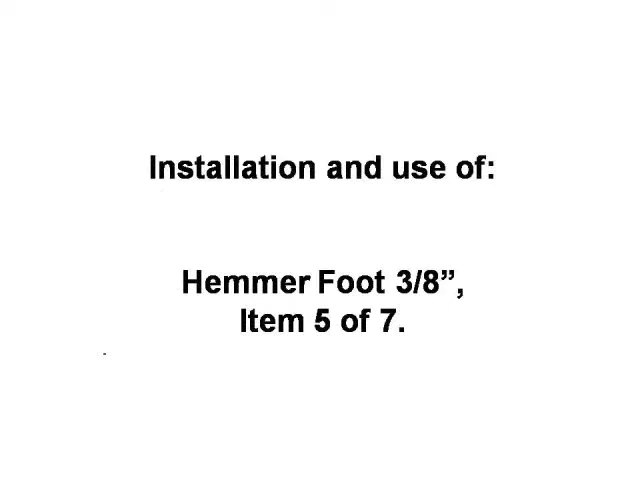 Installation and use of:
Hemmer Foot 3/8”,
Item 5 of 7.